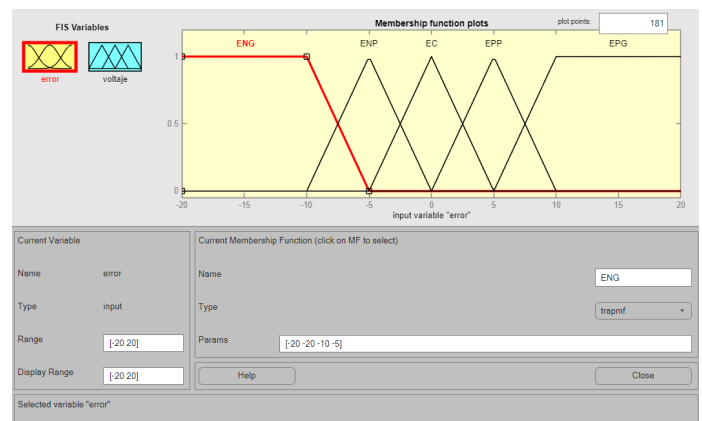 FIS Variables
Membership function plots
plot points: 181
ENG ENP EC EPP EPG
error voltaje
1
0.5
0
-20 -15 -10 -5 0 5 10 15 20
input variable "error"
Current Variable
Current Membership Function (click on MF to select)
Name error
Name ENG
Type input
Type trapmf
Range [-20 20]
Params [-20 -20 -10 -5]
Display Range [-20 20]
Help Close
Selected variable "error"